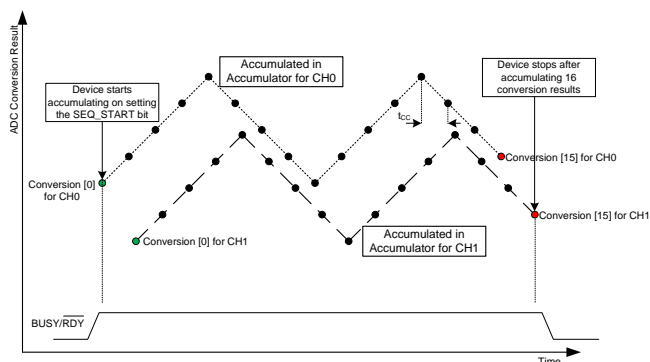 ADC Conversion Result
Device starts
accumulating on setting
the SEQ_START bit
Accumulated in
Accumulator for CH0
Device stops after
accumulating 16
conversion results
tCC
Conversion [0]
for CH0
Conversion [15] for CH0
Conversion [0] for CH1
Accumulated in
Accumulator for CH1
Conversion [15] for CH1
BUSY/RDY
Time